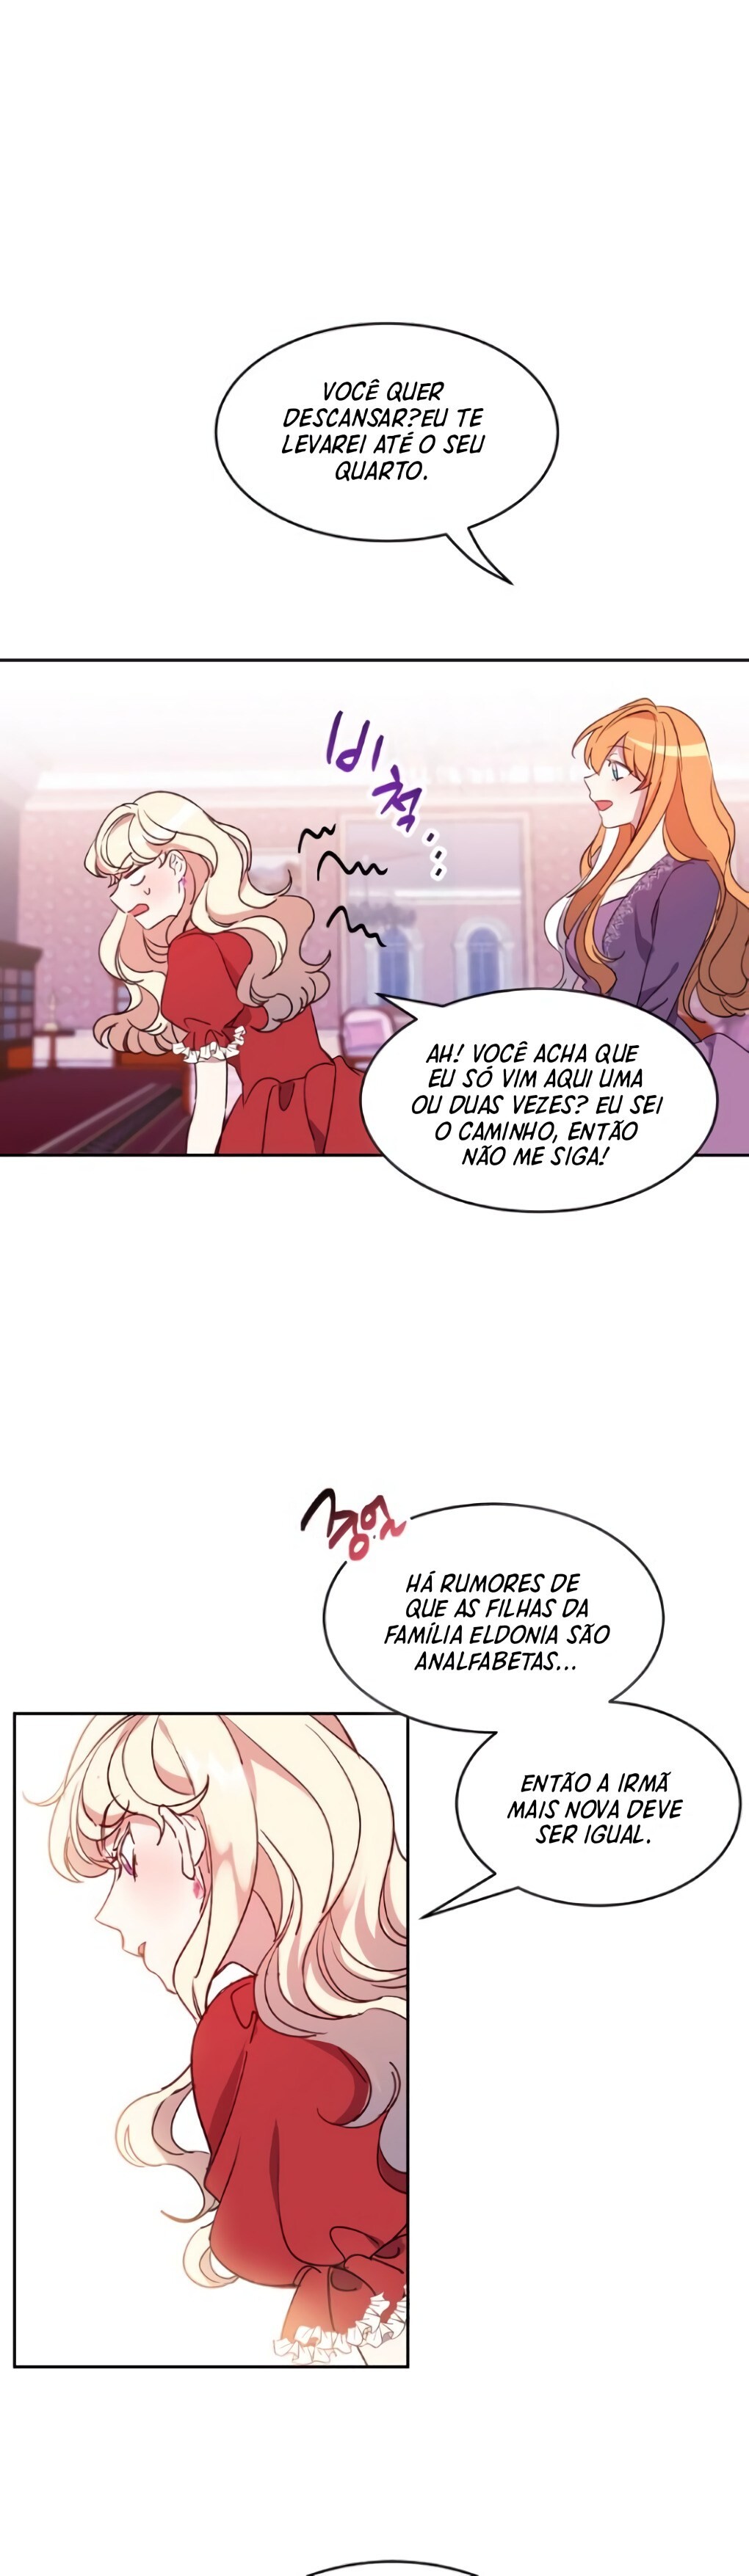 VOCÊ QUER
DESCANSAR?EU TE
LEVAREI ATÉ O SEU
QUARTO.
비척..
AH! VOCÊ ACHA QUE
EU SÓ VIM AQUI UMA
OU DUAS VEZES? EU SEI
O CAMINHO, ENTÃO
NÃO ME SIGA!
HÁ RUMORES DE
QUE AS FILHAS DA
FAMÍLIA ELDONIA SÃO
ANALFABETAS...
ENTÃO A IRMÃ
MAIS NOVA DEVE
SER IGUAL.